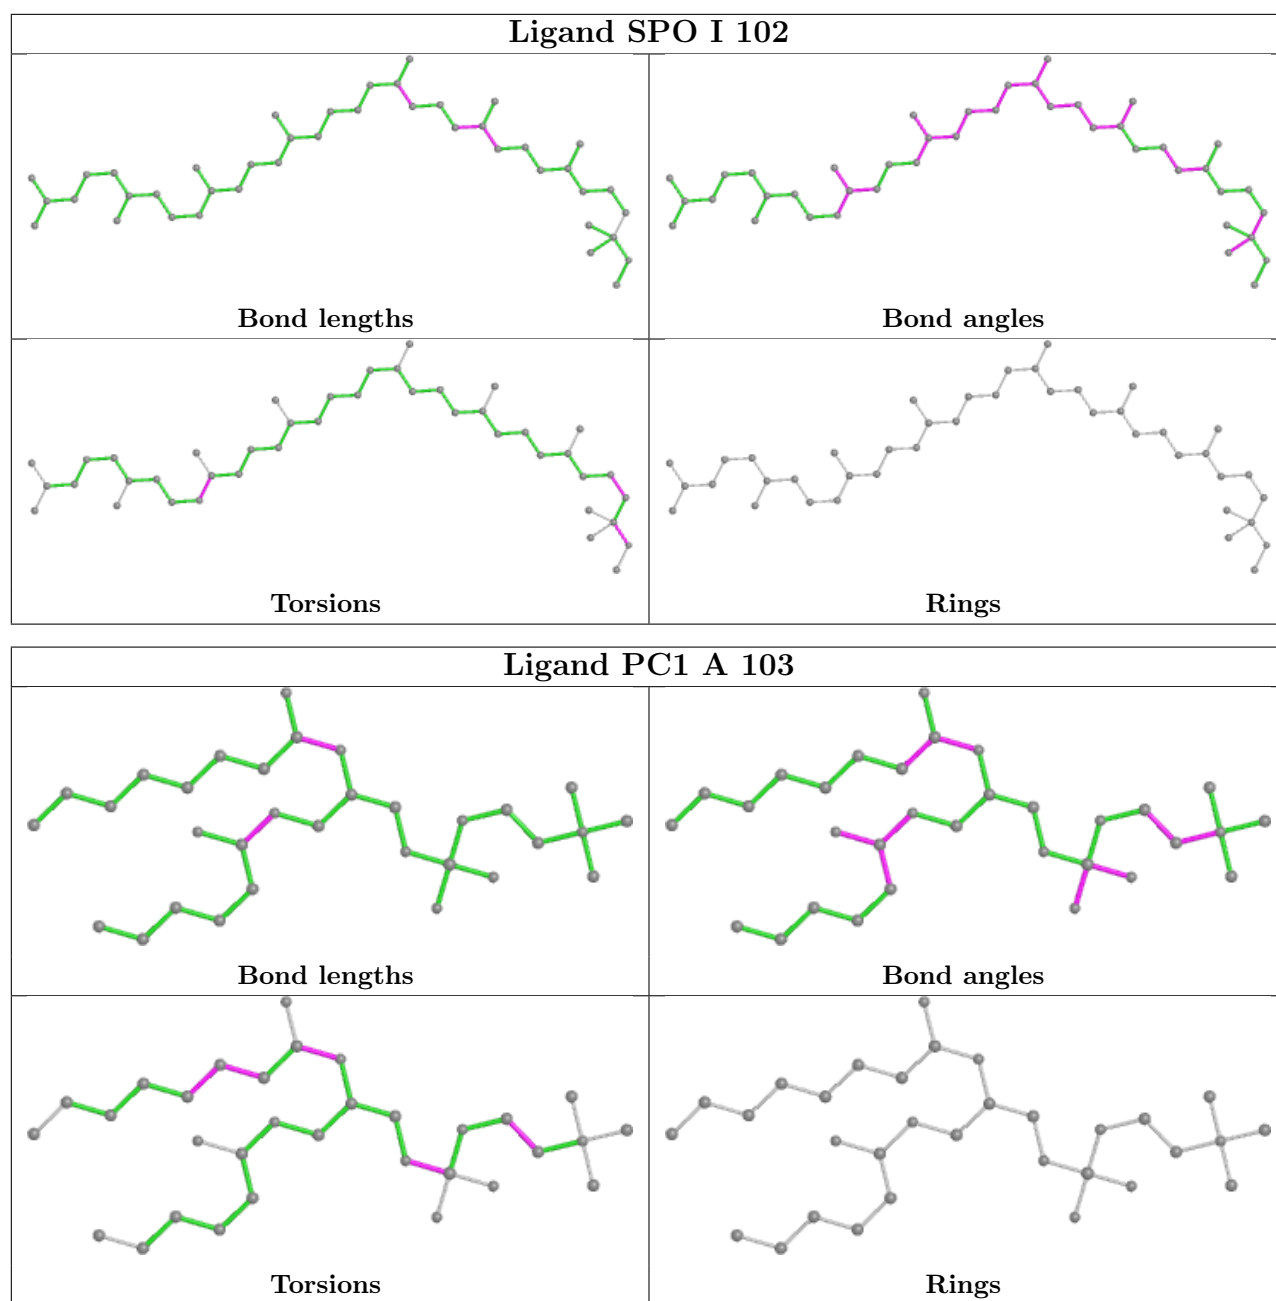 Ligand SPO I 102
Bond lengths
Bond angles
Torsions
Rings
Ligand PC1 A 103
Bond lengths
Bond angles
Torsions
Rings